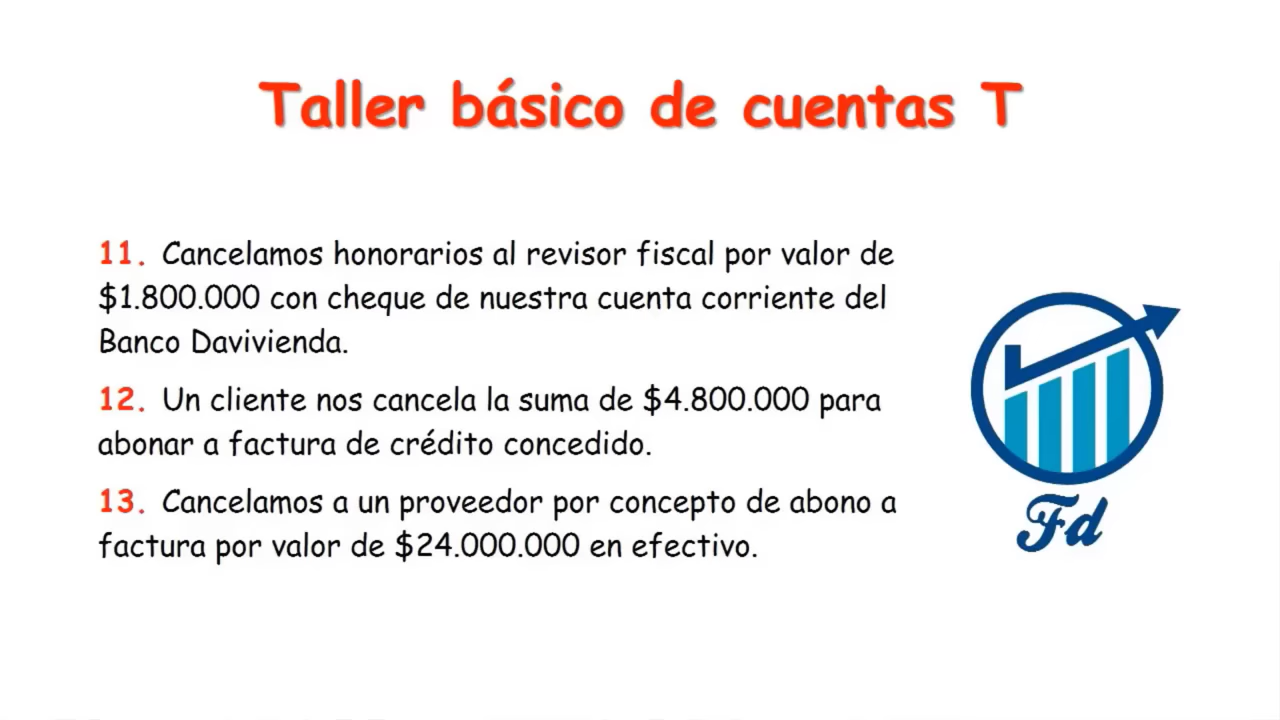 Taller básico de cuentas T
11. Cancelamos honorarios al revisor fiscal por valor de
$1.800.000 con cheque de nuestra cuenta corriente del
Banco Davivienda.
12. Un cliente nos cancela la suma de $4.800.000 para
abonar a factura de crédito concedido.
13. Cancelamos a un proveedor por concepto de abono a
factura por valor de $24.000.000 en efectivo.
Fd